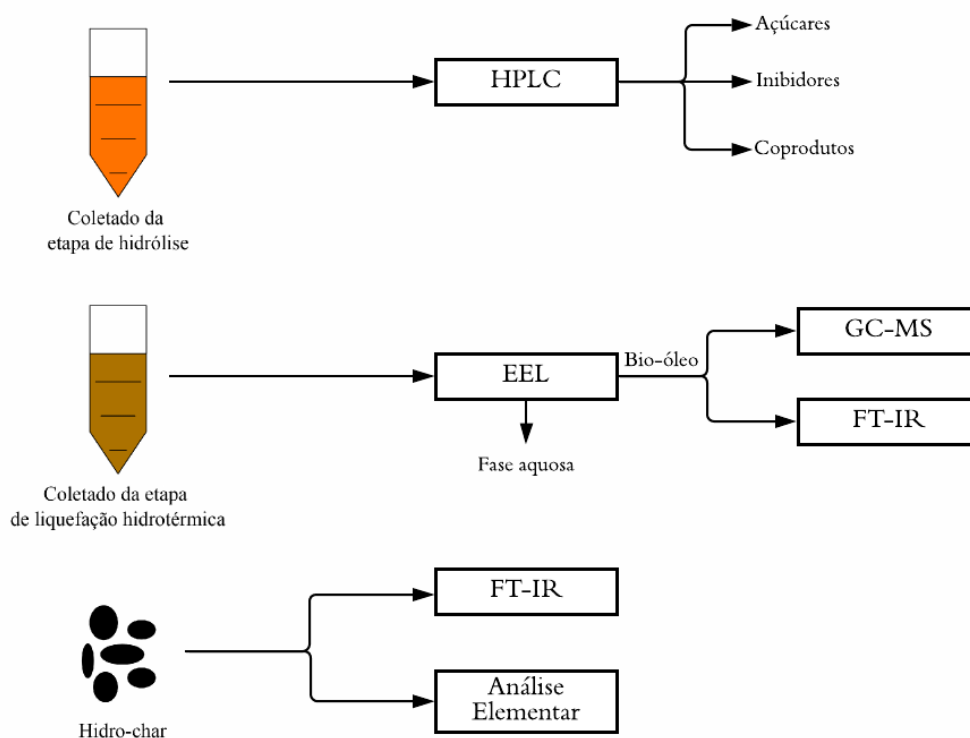 Açúcares
HPLC
Inibidores
Coprodutos
Coletado da
etapa de hidrólise
GC-MS
Bio-óleo
EEL
FT-IR
Fase aquosa
Coletado da etapa
de liquefação hidrotérmica
FT-IR
Análise
Elementar
Hidro-char